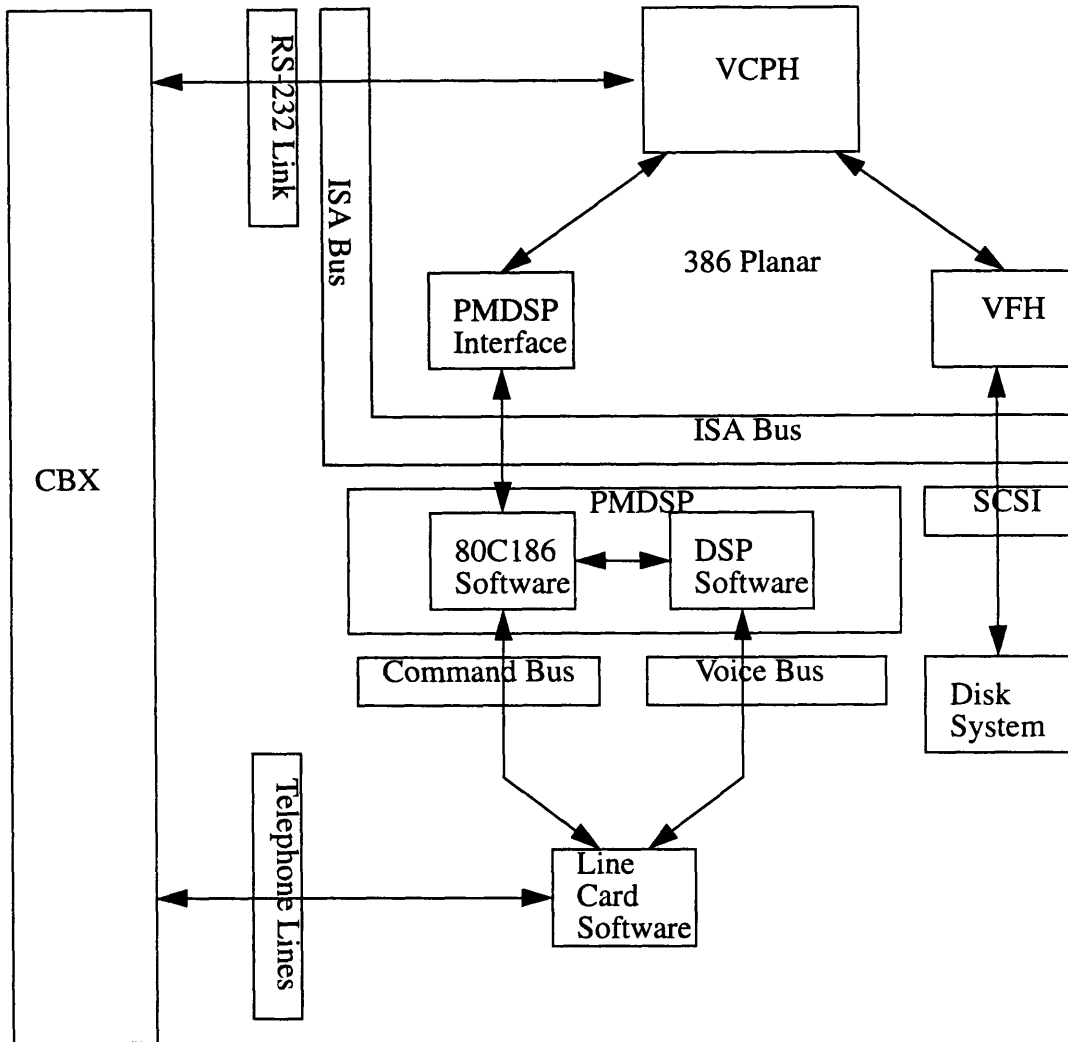 VCPH
RS-232 Link
ISA Bus
386 Planar
PMDSP
Interface
VFH
ISA Bus
CBX
PMDSP
SCSI
80C186
Software
DSP
Software
Command Bus
Voice Bus
Disk
System
Telephone Lines
Line
Card
Software